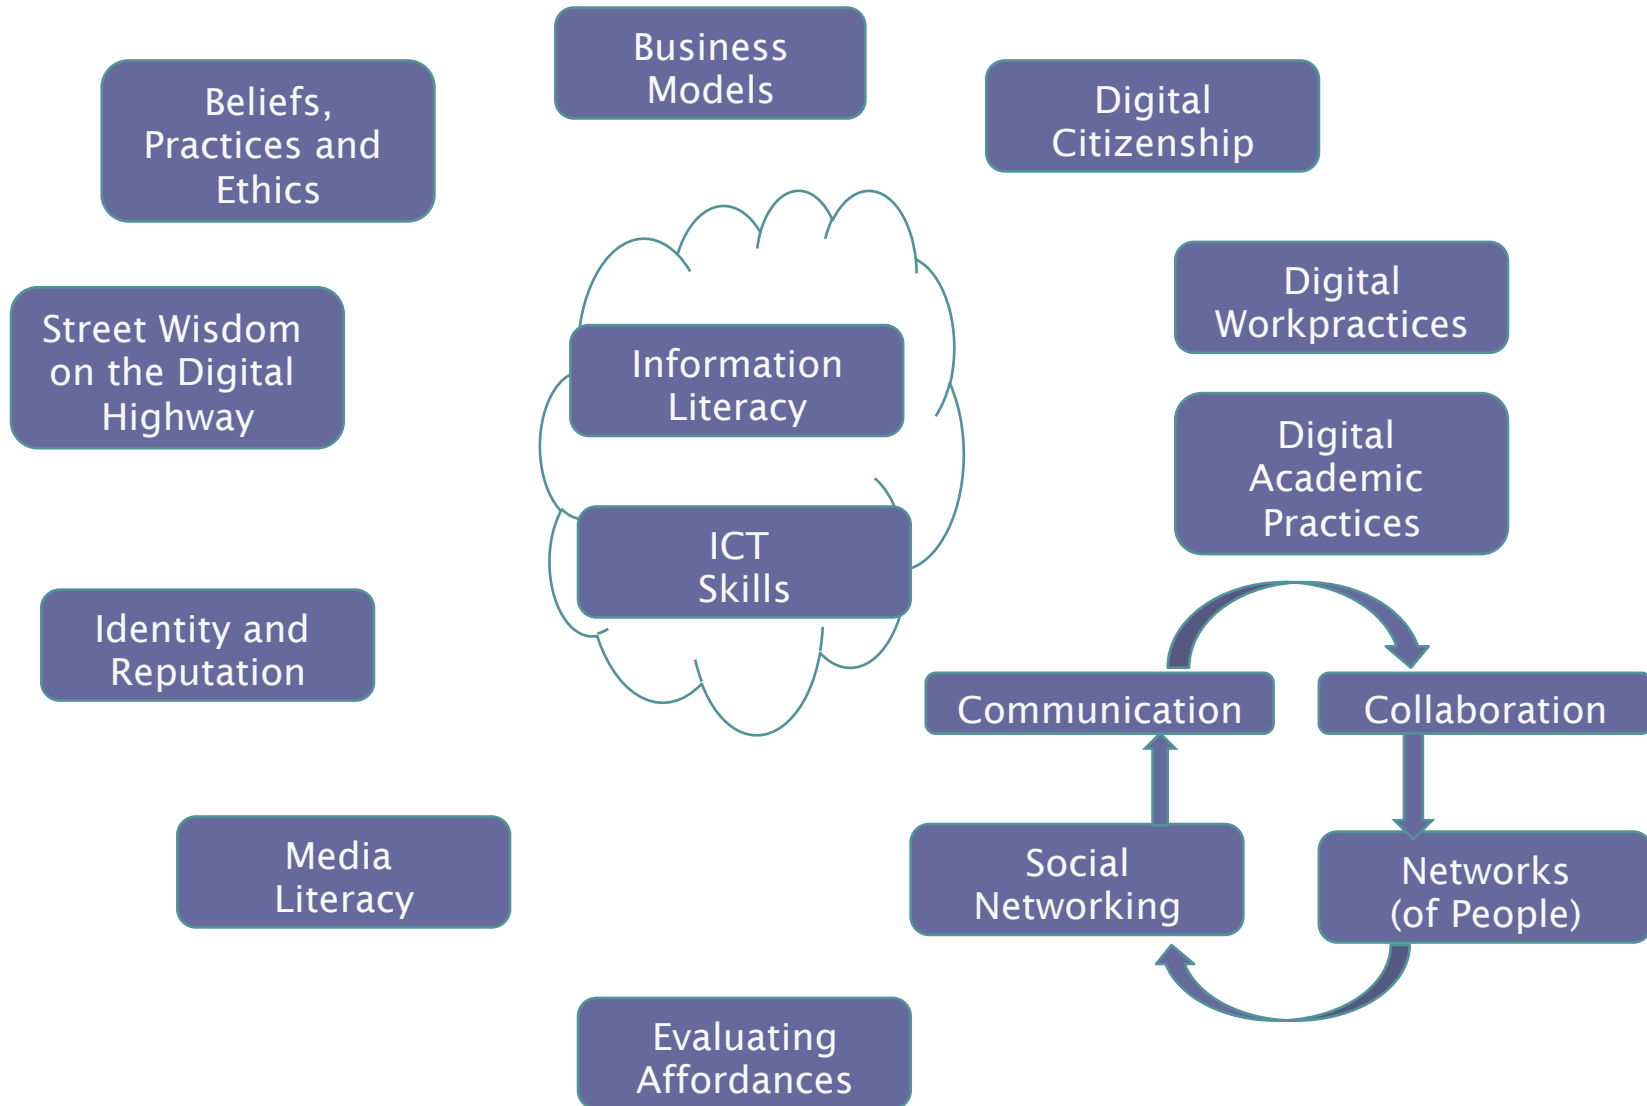 Business
Models
Beliefs,
Practices and
Ethics
Digital
Citizenship
Digital
Workpractices
Street Wisdom
on the Digital
Highway
Information
Literacy
Digital
Academic
Practices
ICT
Skills
Identity and
Reputation
Communication
Collaboration
Media
Literacy
Social
Networking
Networks
(of People)
Evaluating
Affordances